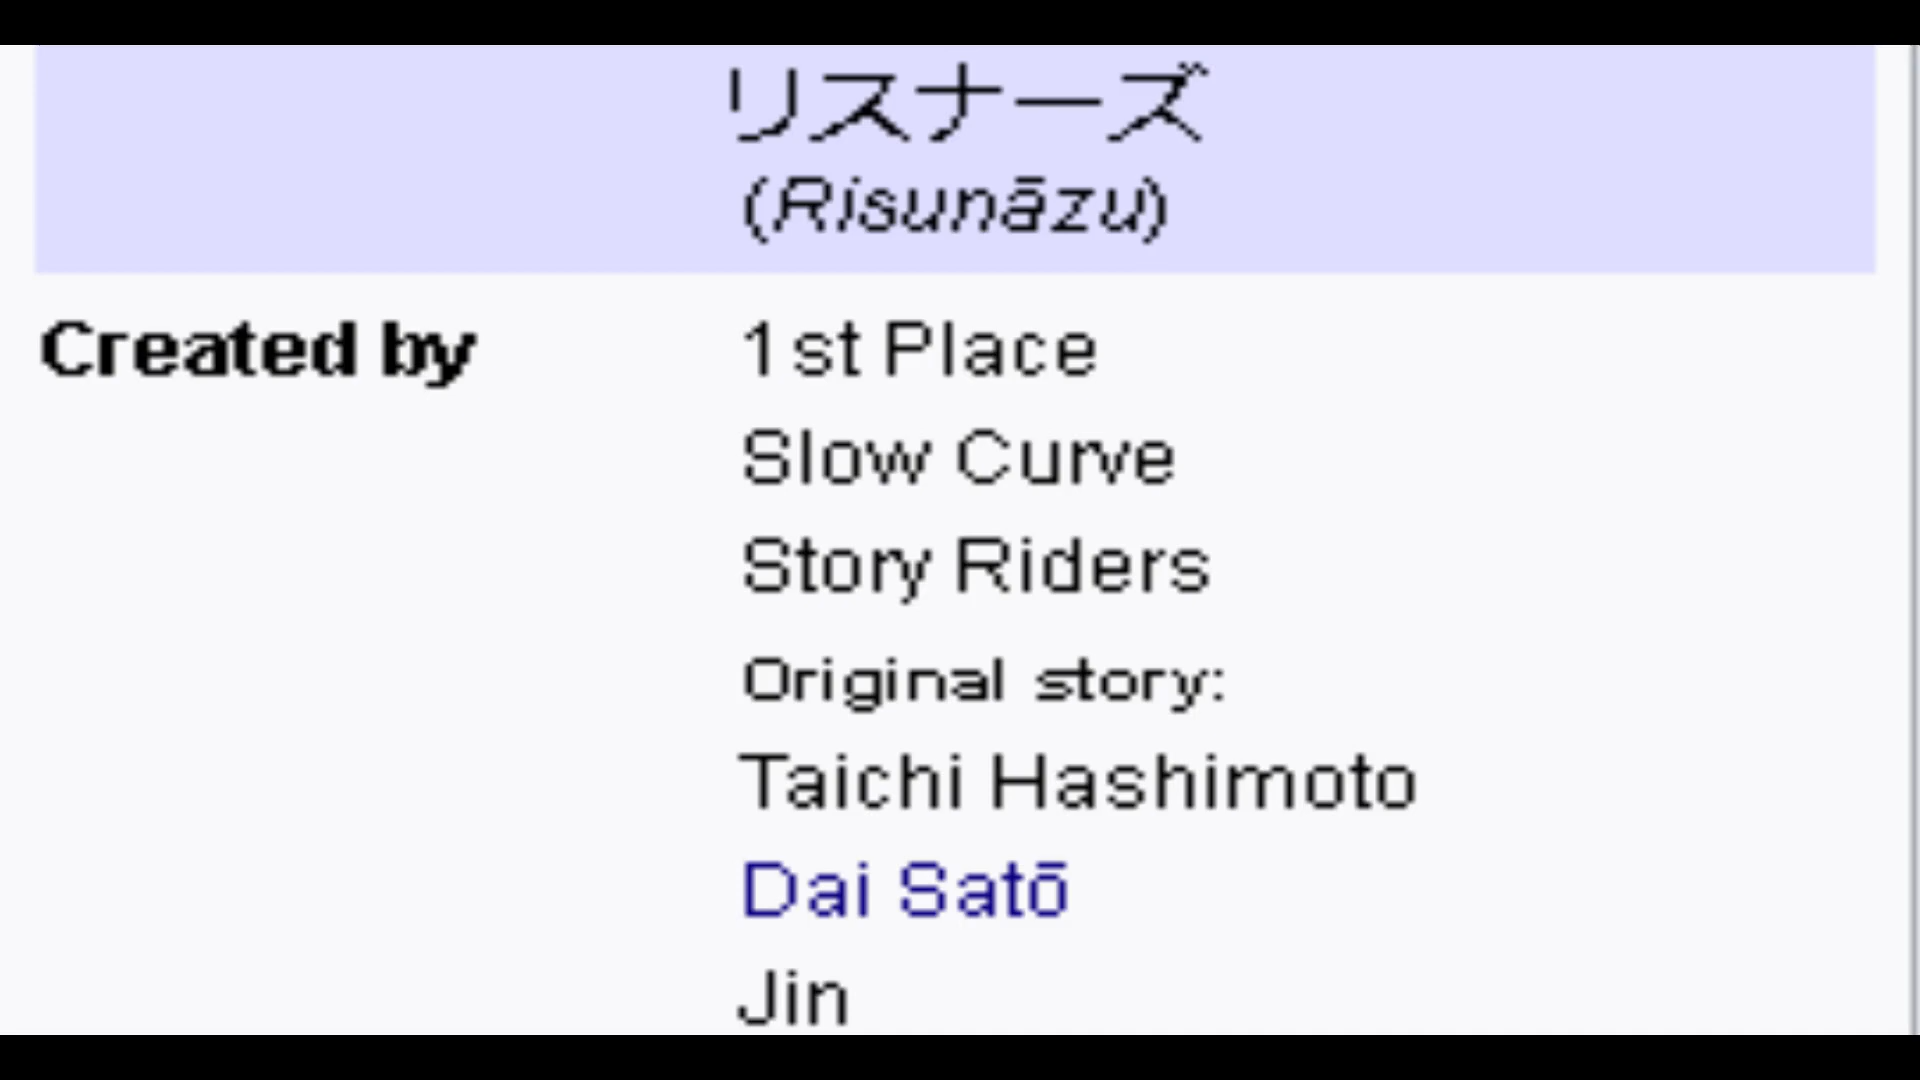 リスナーズ
(Risunāzu)
Created by 1st Place
Slow Curve
Story Riders
Original story:
Taichi Hashimoto
Dai Satō
Jin